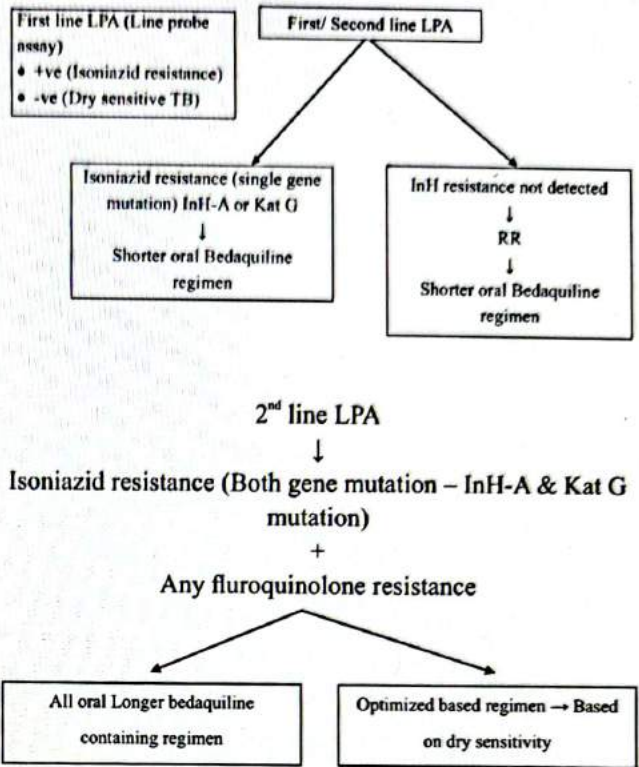 First line LPA (Line probe
assay)
• +ve (Isoniazid resistance)
• -ve (Dry sensitive TB)
First/ Second line LPA
Isoniazid resistance (single gene
mutation) InH-A or Kat G
↓
Shorter oral Bedaquiline
regimen
InH resistance not detected
↓
RR
↓
Shorter oral Bedaquiline
regimen
2nd line LPA
↓
Isoniazid resistance (Both gene mutation – InH-A & Kat G
mutation)
+
Any fluroquinolone resistance
All oral Longer bedaquiline
containing regimen
Optimized based regimen → Based
on dry sensitivity